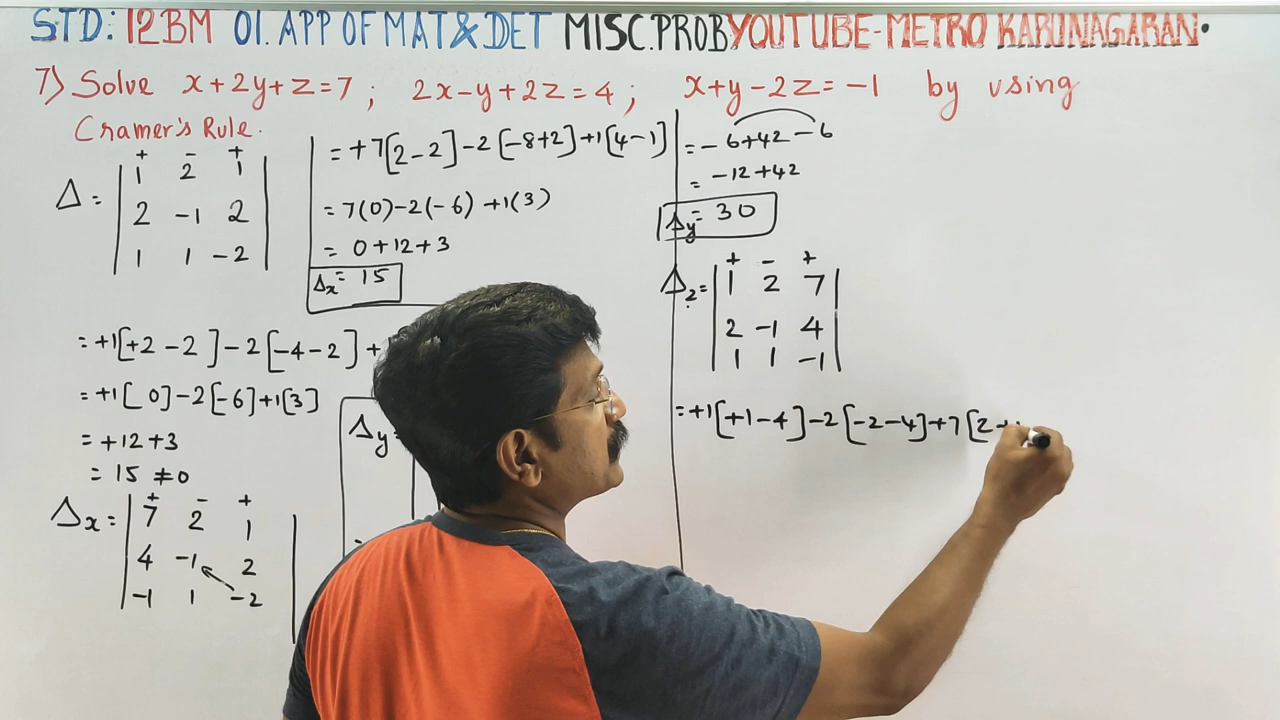 STD: 12BM 01. APP OF MAT & DET MISC. PROB YOUTUBE-METRO KARUNAGARAN.
7) Solve x+2y+z=7 ; 2x-y+2z=4 ; x+y-2z=-1 by using
Cramer's Rule.
+ - +
Δ = | 1 2 1 |
2 -1 2
1 1 -2
= +1[+2-2]-2[-4-2]+
= +1[0]-2[-6]+1[3]
= +12+3
= 15 ≠0
+ - +
Δx = | 7 2 1 |
4 -1 2
-1 1 -2
= +7[2-2]-2[-8+2]+1[4-1]
= 7(0)-2(-6)+1(3)
= 0+12+3
Δx = 15
Δy =
= -6+42-6
= -12+42
Δy = 30
+ - +
Δz = | 1 2 7 |
2 -1 4
1 1 -1
= +1[+1-4]-2[-2-4]+7[2+